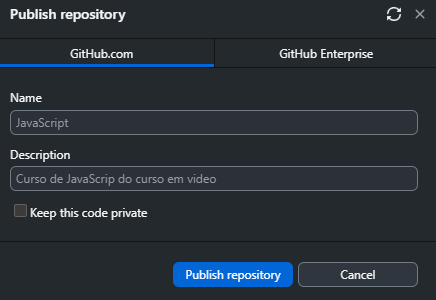 Publish repository
GitHub.com
GitHub Enterprise
Name
JavaScript
Description
Curso de JavaScrip do curso em video
Keep this code private
Publish repository
Cancel